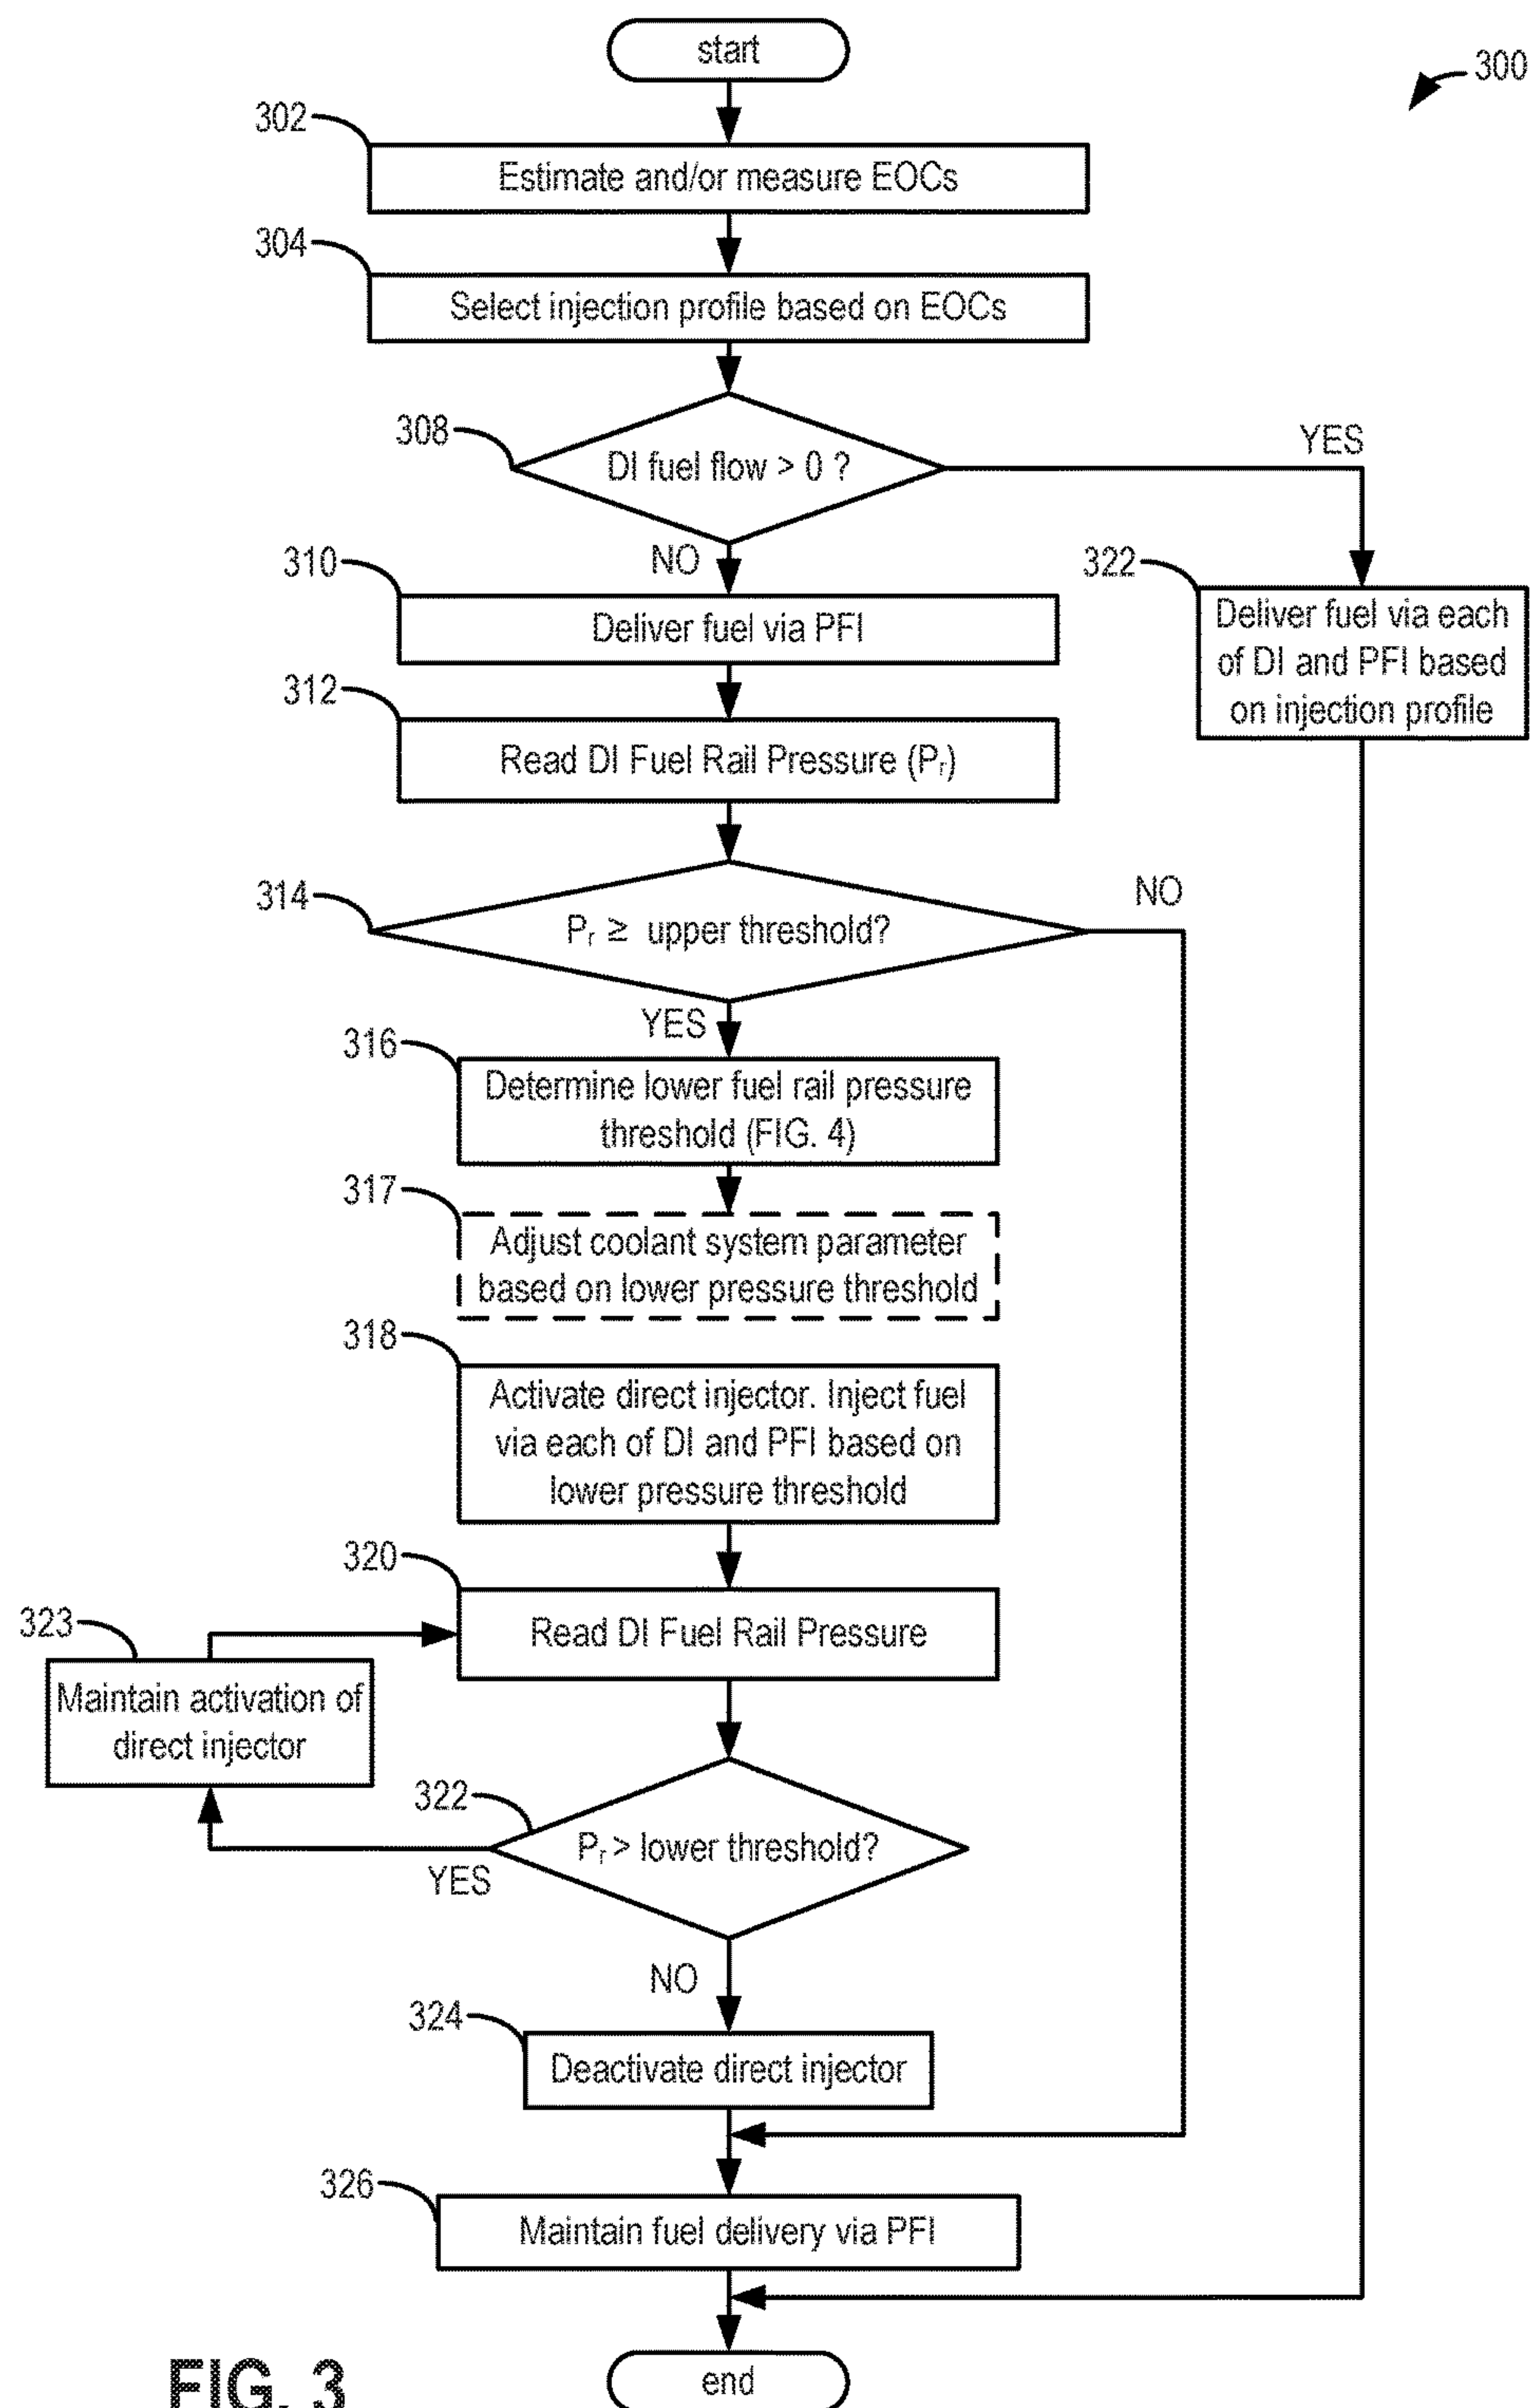 start
300
302
Estimate and/or measure EOCs
304
Select injection profile based on EOCs
308
DI fuel flow > 0 ?
YES
NO
310
Deliver fuel via PFI
322
Deliver fuel via each
of DI and PFI based
on injection profile
312
Read DI Fuel Rail Pressure (Pr)
314
Pr ≥ upper threshold?
NO
YES
316
Determine lower fuel rail pressure
threshold (FIG. 4)
317
Adjust coolant system parameter
based on lower pressure threshold
318
Activate direct injector. Inject fuel
via each of DI and PFI based on
lower pressure threshold
320
Read DI Fuel Rail Pressure
323
Maintain activation of
direct injector
322
Pr > lower threshold?
YES
NO
324
Deactivate direct injector
326
Maintain fuel delivery via PFI
end
FIG. 3